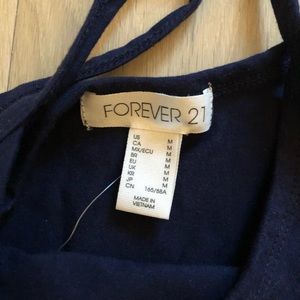 FOREVER 21
US M
CA M
MX/ECU M
BR M
EU M
UK M
KR M
JP M
CN 165/88A
MADE IN
VIETNAM